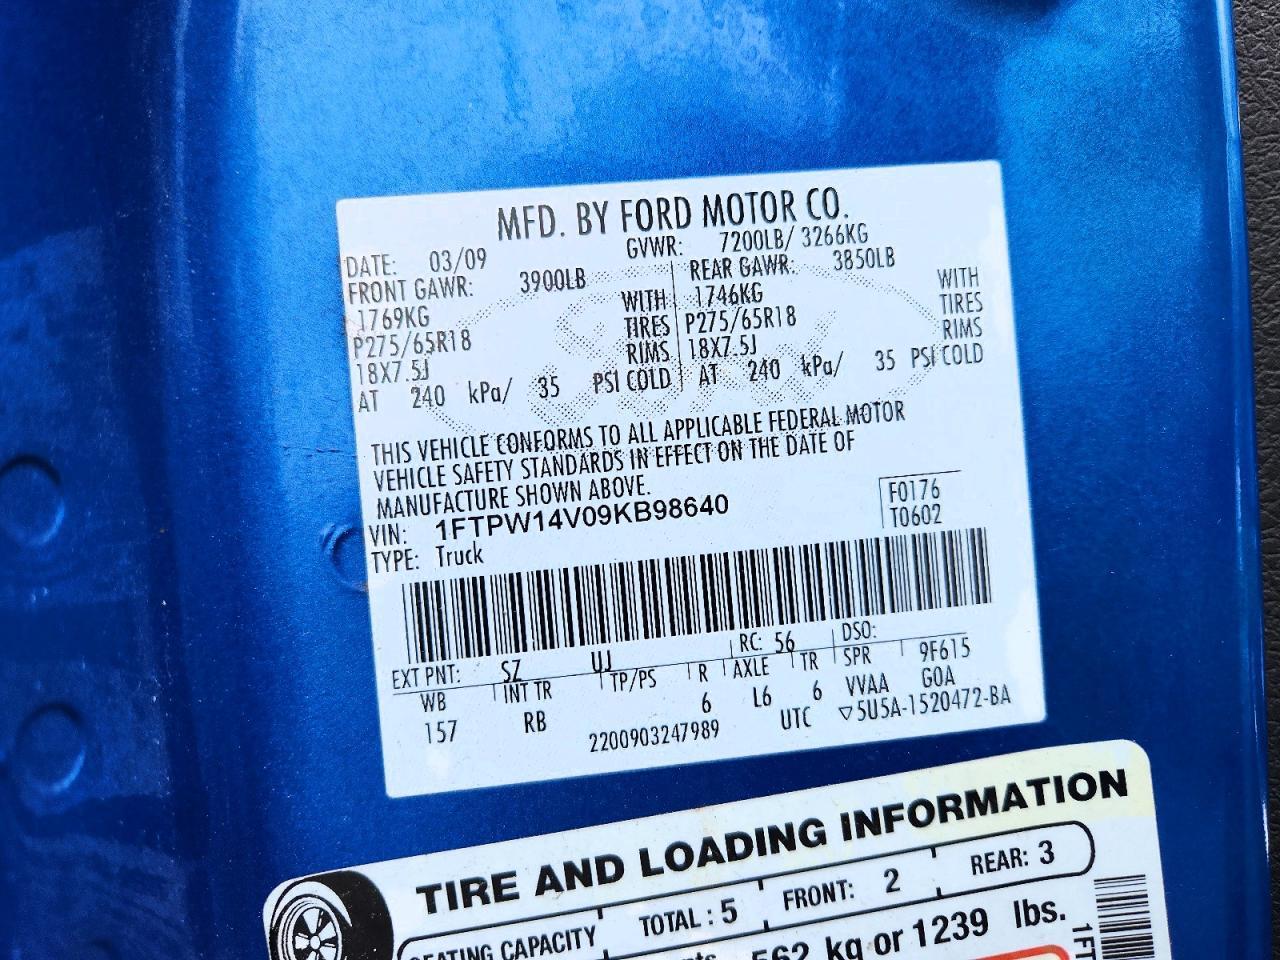 MFD. BY FORD MOTOR CO.
DATE: 03/09 GVWR: 7200LB/ 3266KG
FRONT GAWR: 3900LB REAR GAWR: 3850LB
1769KG WITH 1746KG WITH
P275/65R18 TIRES P275/65R18 TIRES
18X7.5J RIMS 18X7.5J RIMS
AT 240 kPa/ 35 PSI COLD AT 240 kPa/ 35 PSI COLD
THIS VEHICLE CONFORMS TO ALL APPLICABLE FEDERAL MOTOR
VEHICLE SAFETY STANDARDS IN EFFECT ON THE DATE OF
MANUFACTURE SHOWN ABOVE.
VIN: 1FTPW14V09KB98640 F0176
TYPE: Truck T0602
EXT PNT: SZ UJ RC: 56 DSO:
WB INT TR TP/PS R AXLE TR SPR 9F615
157 RB 6 L6 6 VVAA GOA
2200903247989 UTC ▽5U5A-1520472-BA
TIRE AND LOADING INFORMATION
SEATING CAPACITY TOTAL : 5 FRONT: 2 REAR: 3
562 kg or 1239 lbs.
1FT